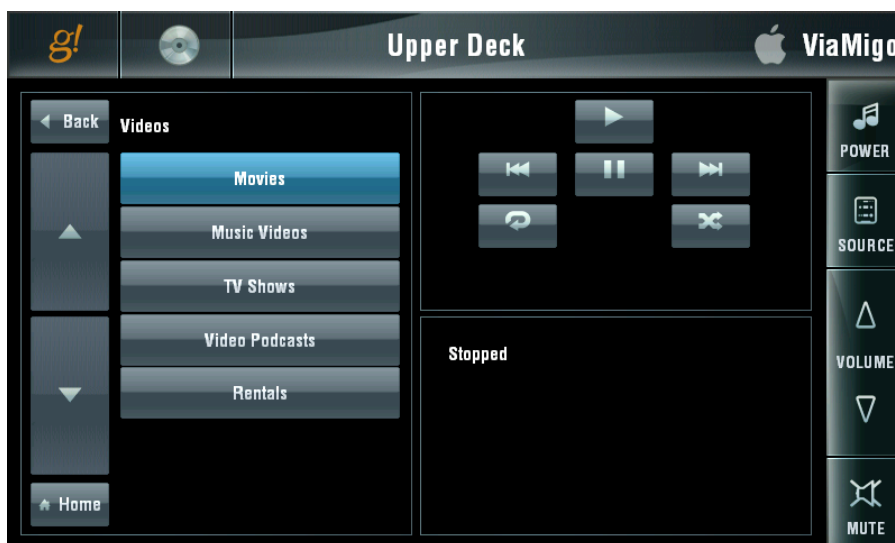 g!
Upper Deck
ViaMigo
Back
Videos
Movies
Music Videos
TV Shows
Video Podcasts
Rentals
Home
Stopped
POWER
SOURCE
VOLUME
MUTE